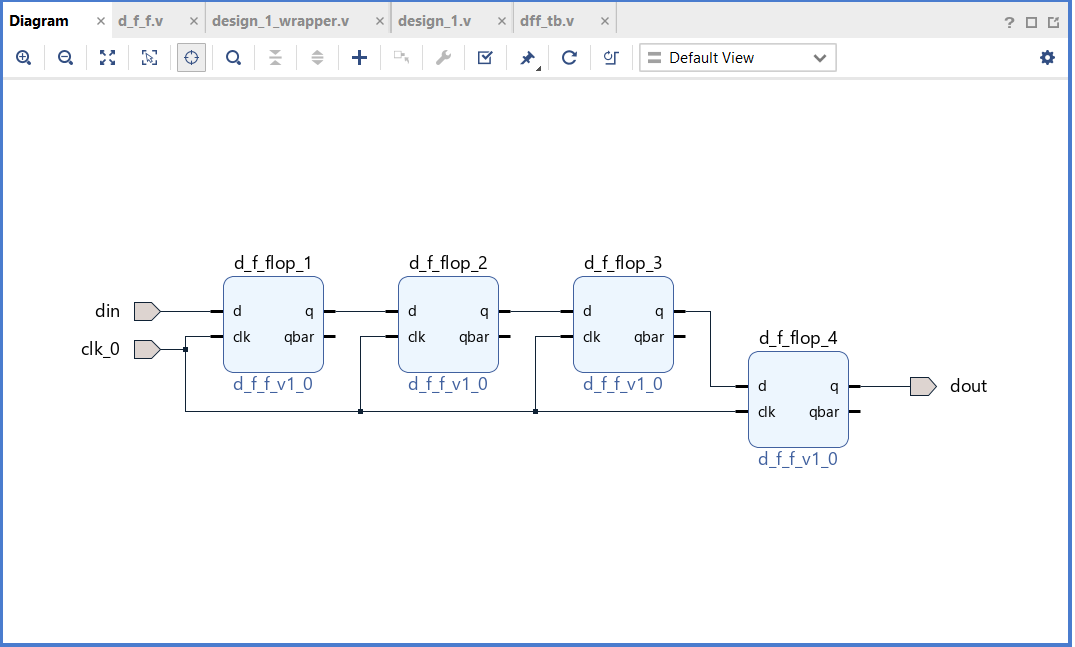 Diagram × d_f_f.v × design_1_wrapper.v × design_1.v × dff_tb.v × ?
Default View
d_f_flop_1 d_f_flop_2 d_f_flop_3
din d q d q d q
clk qbar clk qbar clk qbar
d_f_flop_4
clk_0
d_f_f_v1_0 d_f_f_v1_0 d_f_f_v1_0
d q dout
clk qbar
d_f_f_v1_0